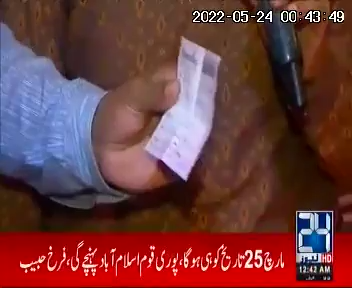 2022-05-24 00:43:49
24
نیوز HD
12:42 AM
مارچ 25 تاریخ کو ہی ہوگا، پوری قوم اسلام آباد پہنچے گی، فرخ حبیب